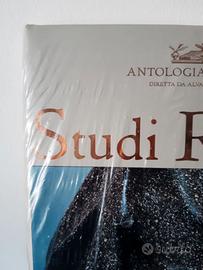 ANTOLOGIA
DIRETTA DA ALVA
Studi R
Subito